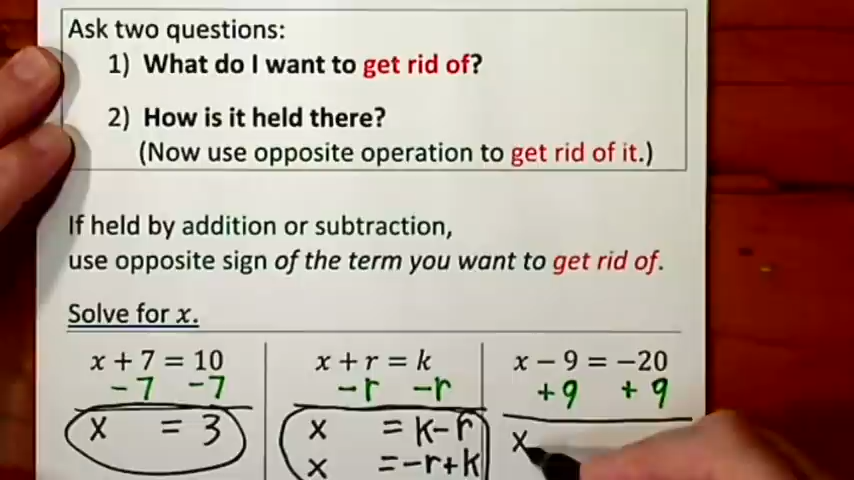 Ask two questions:
1) What do I want to get rid of?
2) How is it held there?
(Now use opposite operation to get rid of it.)
If held by addition or subtraction,
use opposite sign of the term you want to get rid of.
Solve for x.
x + 7 = 10
-7 -7
x = 3
x + r = k
-r -r
x = k-r
x = -r+k
x − 9 = −20
+9 +9
x